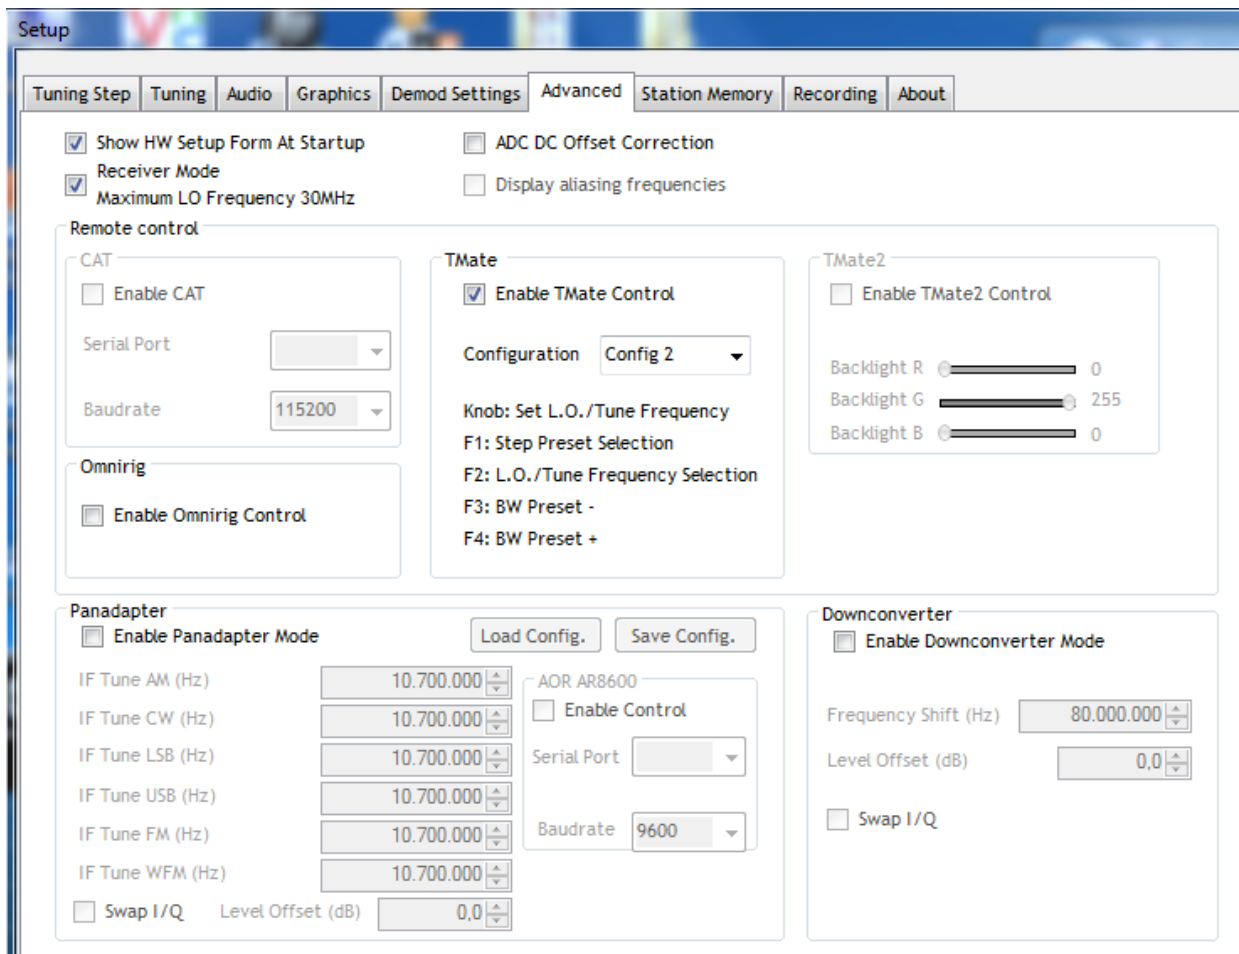 Setup
Tuning Step Tuning Audio Graphics Demod Settings Advanced Station Memory Recording About
Show HW Setup Form At Startup
ADC DC Offset Correction
Receiver Mode
Maximum LO Frequency 30MHz
Display aliasing frequencies
Remote control
CAT
Enable CAT
Serial Port
Baudrate 115200
Omnirig
Enable Omnirig Control
TMate
Enable TMate Control
Configuration Config 2
Knob: Set L.O./Tune Frequency
F1: Step Preset Selection
F2: L.O./Tune Frequency Selection
F3: BW Preset -
F4: BW Preset +
TMate2
Enable TMate2 Control
Backlight R 0
Backlight G 255
Backlight B 0
Panadapter
Enable Panadapter Mode Load Config. Save Config.
IF Tune AM (Hz) 10.700.000
IF Tune CW (Hz) 10.700.000
IF Tune LSB (Hz) 10.700.000
IF Tune USB (Hz) 10.700.000
IF Tune FM (Hz) 10.700.000
IF Tune WFM (Hz) 10.700.000
Swap I/Q Level Offset (dB) 0,0
AOR AR8600
Enable Control
Serial Port
Baudrate 9600
Downconverter
Enable Downconverter Mode
Frequency Shift (Hz) 80.000.000
Level Offset (dB) 0,0
Swap I/Q